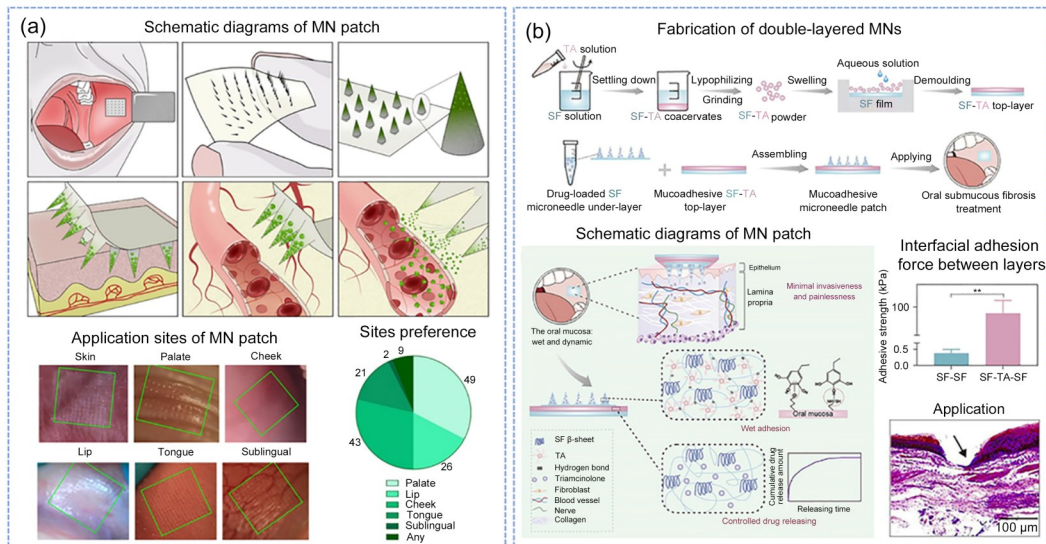 (a)
Schematic diagrams of MN patch
Application sites of MN patch
Skin
Palate
Cheek
Lip
Tongue
Sublingual
Sites preference
2
9
21
49
43
26
Palate
Lip
Cheek
Tongue
Sublingual
Any
(b)
Fabrication of double-layered MNs
TA solution
SF
solution
Settling down
SF-TA
coacervates
Lypophilizing
Grinding
SF-TA
powder
Swelling
Aqueous solution
SF film
Demoulding
SF-TA top-layer
Drug-loaded SF
microneedle under-layer
Mucoadhesive SF-TA
top-layer
Assembling
Mucoadhesive
microneedle patch
Applying
Oral submucous fibrosis
treatment
Schematic diagrams of MN patch
The oral mucosa:
wet and dynamic
Epithelium
Lamina
propria
Minimal invasiveness
and painlessness
Oral mucosa
Wet adhesion
SF β-sheet
TA
Hydrogen bond
Triamcinolone
Fibroblast
Blood vessel
Nerve
Collagen
Cumulative drug
release amount
Releasing time
Controlled drug releasing
Interfacial adhesion
force between layers
Adhesive strength (kPa)
**
100
0.5
0.0
SF-SF
SF-TA-SF
Application
100 μm